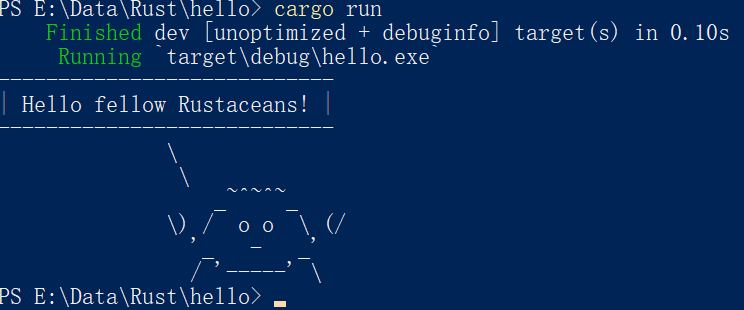 PS E:\Data\Rust\hello> cargo run
    Finished dev [unoptimized + debuginfo] target(s) in 0.10s
     Running `target\debug\hello.exe`
----------------------------
| Hello fellow Rustaceans! |
----------------------------
              \
               \
                   ~^~^~
              \) /  o o  \ (/
                '_   -   _'
                / '-----' \
PS E:\Data\Rust\hello>